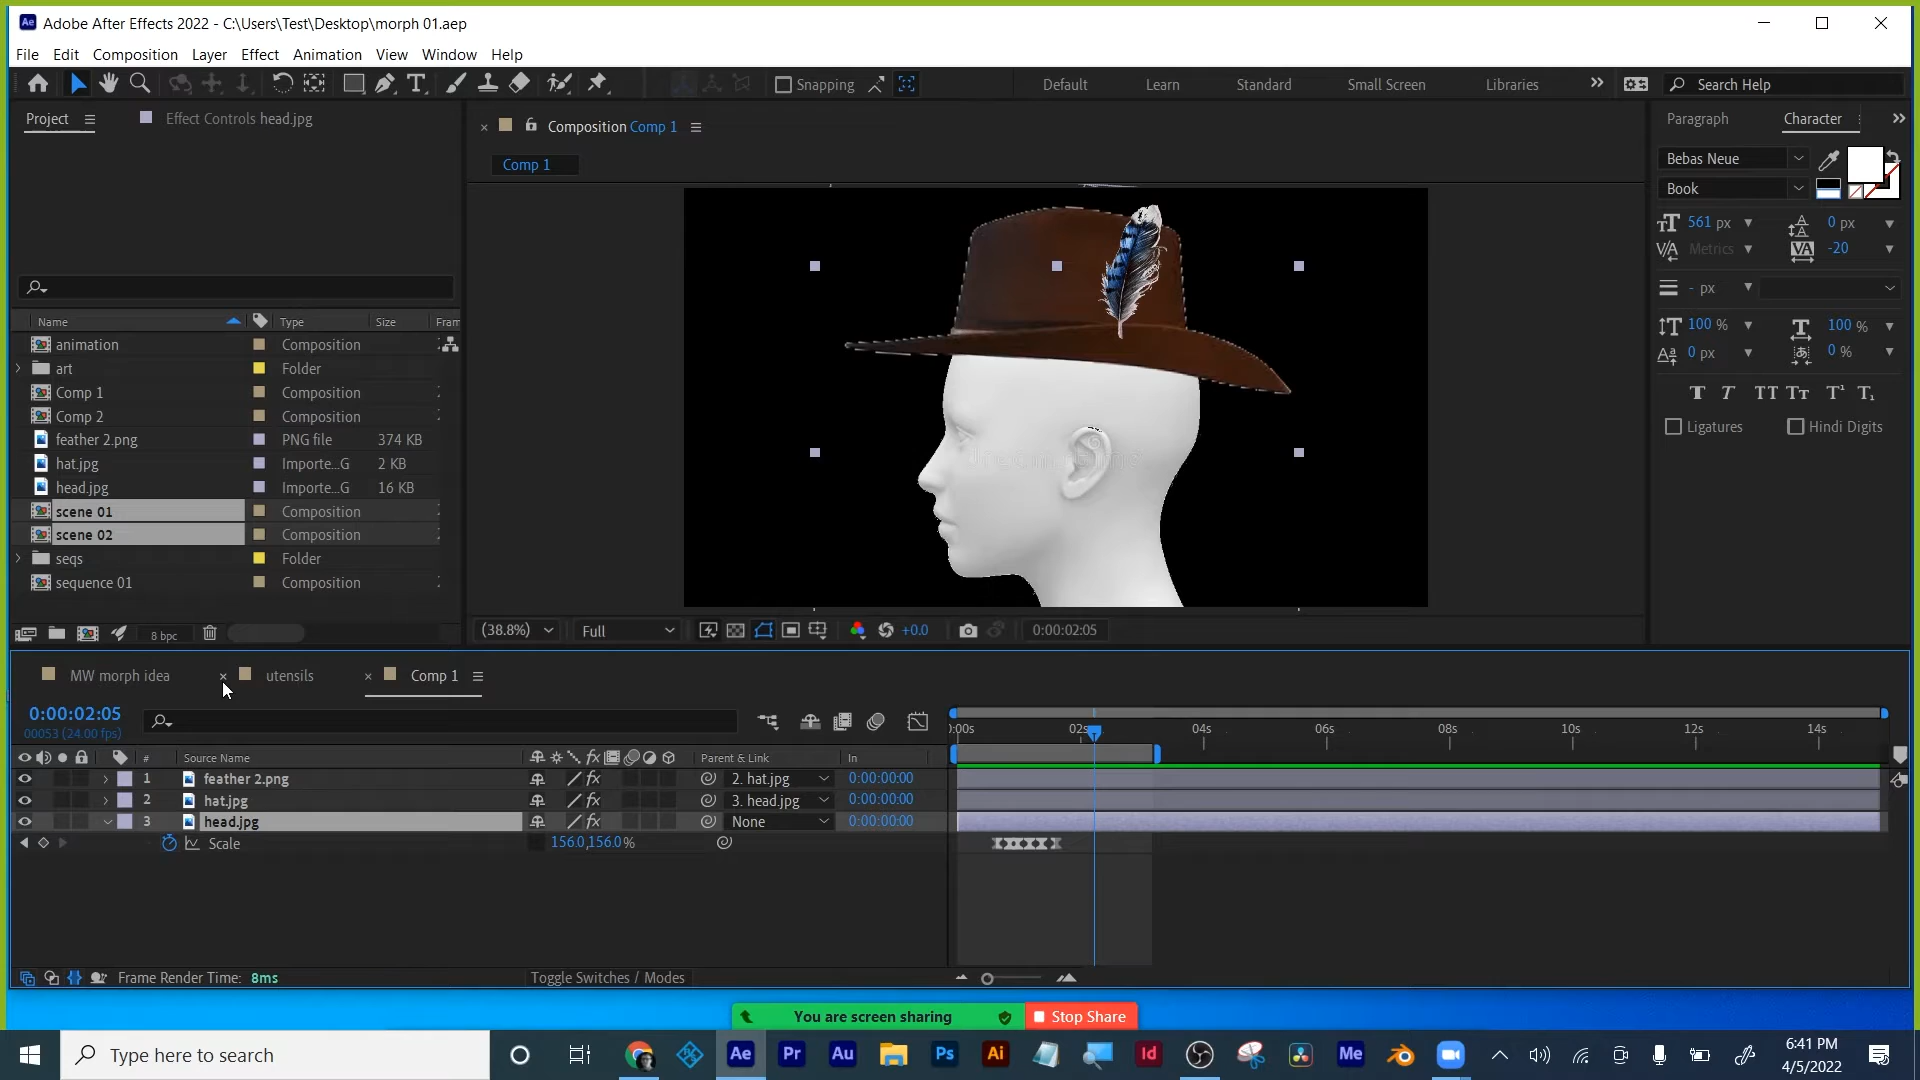 Adobe After Effects 2022 - C:\Users\Test\Desktop\morph 01.aep
File Edit Composition Layer Effect Animation View Window Help
Snapping Default Learn Standard Small Screen Libraries Search Help
Project Effect Controls head.jpg
Composition Comp 1
Comp 1
Paragraph Character
Bebas Neue
Book
561 px 0 px
Metrics -20
- px
100 % 100 %
0 px 0 %
Ligatures Hindi Digits
Name Type Size Fram
animation Composition
art Folder
Comp 1 Composition
Comp 2 Composition
feather 2.png PNG file 374 KB
hat.jpg Importe...G 2 KB
head.jpg Importe...G 16 KB
scene 01 Composition
scene 02 Composition
seqs Folder
sequence 01 Composition
8 bpc
(38.8%) Full +0.0 0:00:02:05
MW morph idea utensils Comp 1
0:00:02:05
00053 (24.00 fps)
0:00s 02s 04s 06s 08s 10s 12s 14s
# Source Name Parent & Link In
1 feather 2.png 2. hat.jpg 0:00:00:00
2 hat.jpg 3. head.jpg 0:00:00:00
3 head.jpg None 0:00:00:00
Scale 156.0,156.0%
Frame Render Time: 8ms Toggle Switches / Modes
You are screen sharing Stop Share
Type here to search
Ae Pr Au Ps Ai Id Me
6:41 PM
4/5/2022